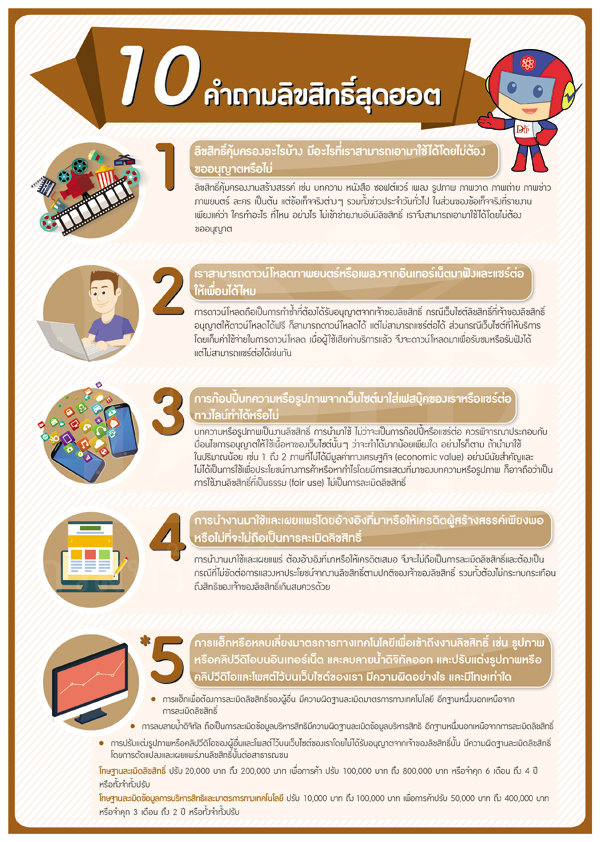 10 คำถามลิขสิทธิ์สุดฮอต
DIP
1
ลิขสิทธิ์คุ้มครองอะไรบ้าง มีอะไรที่เราสามารถเอามาใช้ได้โดยไม่ต้อง
ขออนุญาตหรือไม่
ลิขสิทธิ์คุ้มครองงานสร้างสรรค์ เช่น บทความ หนังสือ ซอฟต์แวร์ เพลง รูปภาพ ภาพวาด ภาพถ่าย ภาพข่าว
ภาพยนตร์ ละคร เป็นต้น แต่ข้อเท็จจริงต่างๆ รวมทั้งข่าวประจำวันทั่วไป ในส่วนของข้อเท็จจริงที่รายงาน
เพียงแค่ว่า ใครทำอะไร ที่ไหน อย่างไร ไม่เข้าข่ายงานอันมีลิขสิทธิ์ เราจึงสามารถเอามาใช้ได้โดยไม่ต้อง
ขออนุญาต
2
เราสามารถดาวน์โหลดภาพยนตร์หรือเพลงจากอินเทอร์เน็ตมาฟังและแชร์ต่อ
ให้เพื่อนได้ไหม
การดาวน์โหลดถือเป็นการทำซ้ำที่ต้องได้รับอนุญาตจากเจ้าของลิขสิทธิ์ กรณีเว็บไซต์ลิขสิทธิ์ที่เจ้าของลิขสิทธิ์
อนุญาตให้ดาวน์โหลดได้ฟรี ก็สามารถดาวน์โหลดได้ แต่ไม่สามารถแชร์ต่อได้ ส่วนกรณีเว็บไซต์ที่ให้บริการ
โดยเก็บค่าใช้จ่ายในการดาวน์โหลด เมื่อผู้ใช้เสียค่าบริการแล้ว จึงจะดาวน์โหลดมาเพื่อรับชมหรือรับฟังได้
แต่ไม่สามารถแชร์ต่อได้เช่นกัน
3
การก๊อปปี้บทความหรือรูปภาพจากเว็บไซต์มาใส่เฟสบุ๊คของเราหรือแชร์ต่อ
ทางไลน์ทำได้หรือไม่
บทความหรือรูปภาพเป็นงานลิขสิทธิ์ การนำมาใช้ ไม่ว่าจะเป็นการก๊อปปี้หรือแชร์ต่อ ควรพิจารณาประกอบกับ
เงื่อนไขการอนุญาตให้ใช้เนื้อหาของเว็บไซต์นั้นๆ ว่าจะทำได้มากน้อยเพียงใด อย่างไรก็ตาม ถ้านำมาใช้
ในปริมาณน้อย เช่น 1 ถึง 2 ภาพที่ไม่ได้มีมูลค่าทางเศรษฐกิจ (economic value) อย่างมีนัยสำคัญและ
ไม่ได้เป็นการใช้เพื่อประโยชน์ทางการค้าหรือหากำไรโดยมีการแสดงที่มาของบทความหรือรูปภาพ ก็อาจถือว่าเป็น
การใช้งานลิขสิทธิ์ที่เป็นธรรม (fair use) ไม่เป็นการละเมิดลิขสิทธิ์
4
การนำงานมาใช้และเผยแพร่โดยอ้างอิงที่มาหรือให้เครดิตผู้สร้างสรรค์เพียงพอ
หรือไม่ที่จะไม่ถือเป็นการละเมิดลิขสิทธิ์
การนำงานมาใช้และเผยแพร่ ต้องอ้างอิงที่มาหรือให้เครดิตเสมอ จึงจะไม่ถือเป็นการละเมิดลิขสิทธิ์และต้องเป็น
กรณีที่ไม่ขัดต่อการแสวงหาประโยชน์จากงานลิขสิทธิ์ตามปกติของเจ้าของลิขสิทธิ์ รวมทั้งต้องไม่กระทบกระเทือน
ถึงสิทธิของเจ้าของลิขสิทธิ์เกินสมควรด้วย
*5
การแฮ็กหรือหลบเลี่ยงมาตรการทางเทคโนโลยีเพื่อเข้าถึงงานลิขสิทธิ์ เช่น รูปภาพ
หรือคลิปวีดิโอบนอินเทอร์เน็ต และลบลายน้ำดิจิทัลออก และปรับแต่งรูปภาพหรือ
คลิปวีดิโอและโพสต์ไว้บนเว็บไซต์ของเรา มีความผิดอย่างไร และมีโทษเท่าใด
• การแฮ็กเพื่อต้องการละเมิดลิขสิทธิ์ของผู้อื่น มีความผิดฐานละเมิดมาตรการทางเทคโนโลยี อีกฐานหนึ่งนอกเหนือจาก
การละเมิดลิขสิทธิ์
• การลบลายน้ำดิจิทัล ถือเป็นการละเมิดข้อมูลบริหารสิทธิมีความผิดฐานละเมิดข้อมูลบริหารสิทธิ อีกฐานหนึ่งนอกเหนือจากการละเมิดลิขสิทธิ์
• การปรับแต่งรูปภาพหรือคลิปวีดิโอของผู้อื่นและโพสต์ไว้บนเว็บไซต์ของเราโดยไม่ได้รับอนุญาตจากเจ้าของลิขสิทธิ์นั้น มีความผิดฐานละเมิดลิขสิทธิ์
โดยการดัดแปลงและเผยแพร่งานลิขสิทธิ์นั้นต่อสาธารณชน
โทษฐานละเมิดลิขสิทธิ์ ปรับ 20,000 บาท ถึง 200,000 บาท เพื่อการค้า ปรับ 100,000 บาท ถึง 800,000 บาท หรือจำคุก 6 เดือน ถึง 4 ปี
หรือทั้งจำทั้งปรับ
โทษฐานละเมิดข้อมูลการบริหารสิทธิและมาตรการทางเทคโนโลยี ปรับ 10,000 บาท ถึง 100,000 บาท เพื่อการค้าปรับ 50,000 บาท ถึง 400,000 บาท
หรือจำคุก 3 เดือน ถึง 2 ปี หรือทั้งจำทั้งปรับ